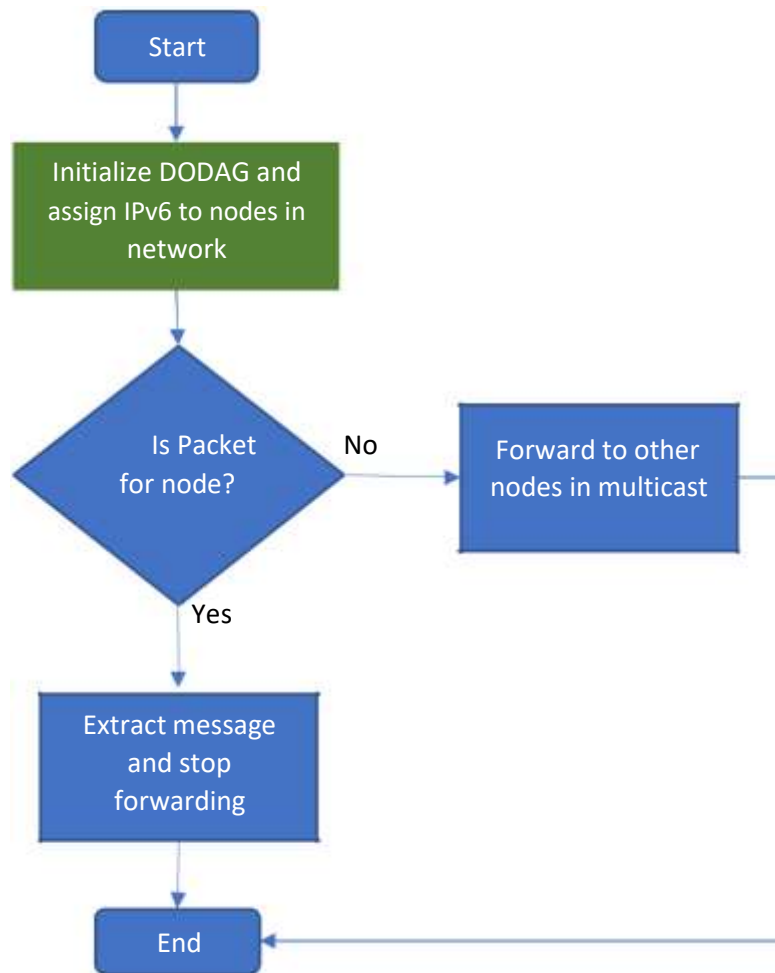 Start
Initialize DODAG and
assign IPv6 to nodes in
network
Is Packet
for node?
No
Forward to other
nodes in multicast
Yes
Extract message
and stop
forwarding
End